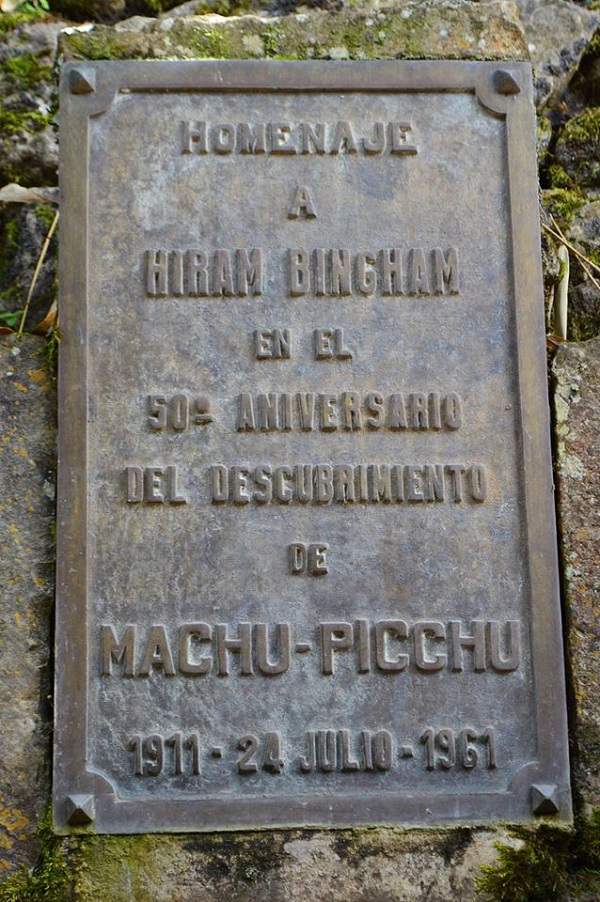 HOMENAJE
A
HIRAM BINGHAM
EN EL
50º ANIVERSARIO
DEL DESCUBRIMIENTO
DE
MACHU-PICCHU
1911-24 JULIO-1961